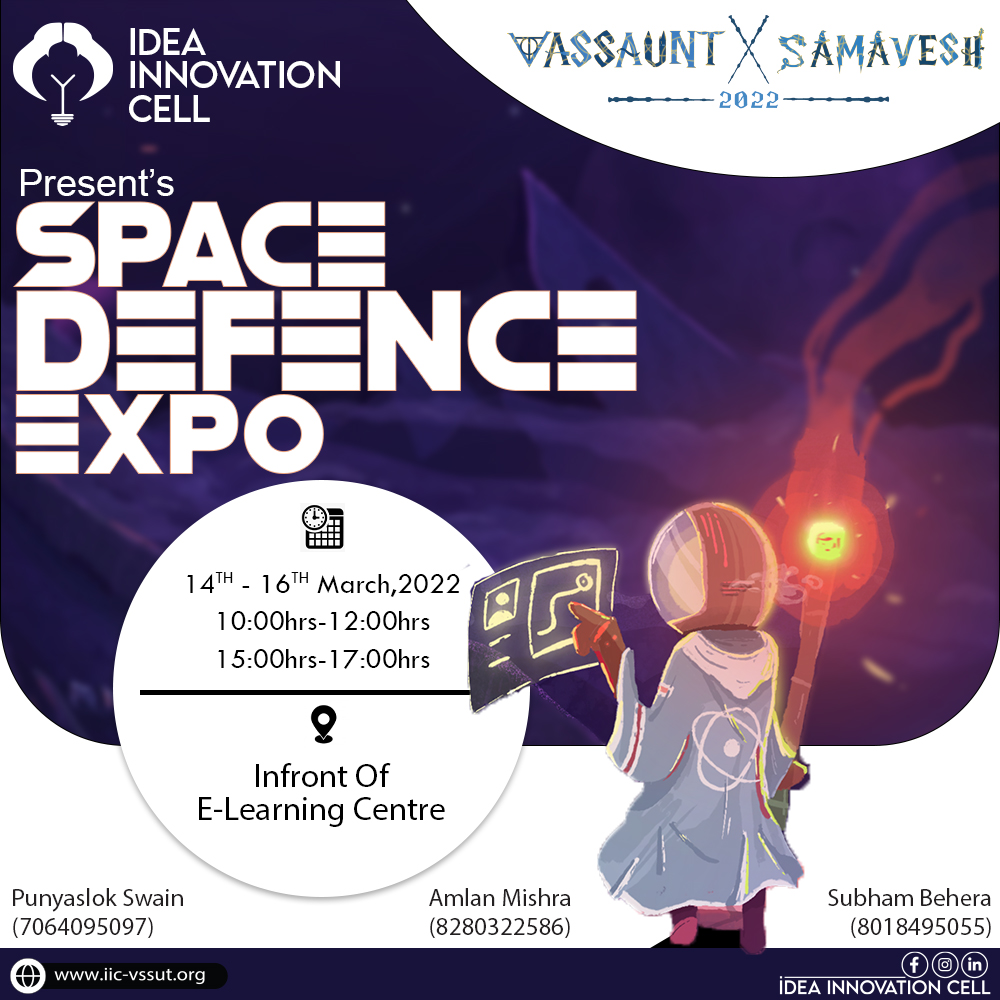 IDEA
INNOVATION
CELL
VASSAUNT X SAMAVESH
2022
Present's
SPACE
DEFENCE
EXPO
14TH - 16TH March,2022
10:00hrs-12:00hrs
15:00hrs-17:00hrs
Infront Of
E-Learning Centre
Punyaslok Swain
(7064095097)
Amlan Mishra
(8280322586)
Subham Behera
(8018495055)
www.iic-vssut.org
iDEA INNOVATION CELL